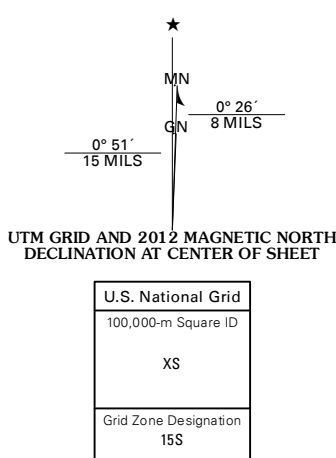 MN
0° 26´
8 MILS
GN
0° 51´
15 MILS
UTM GRID AND 2012 MAGNETIC NORTH
DECLINATION AT CENTER OF SHEET
U.S. National Grid
100,000-m Square ID
XS
Grid Zone Designation
15S